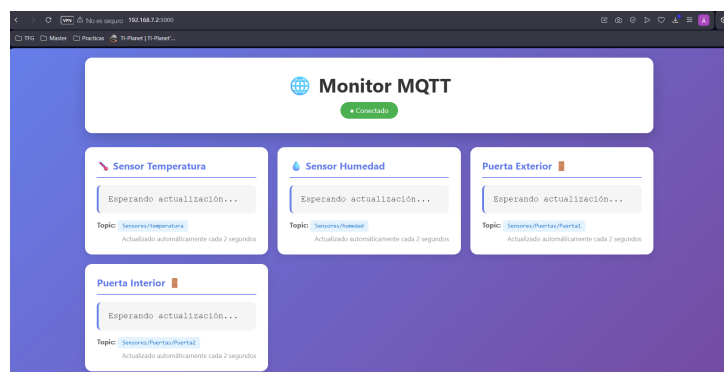 VPN No es seguro 192.168.7.2:5000
TFG Master Practicas TI-Planet | TI-Planet'...
Monitor MQTT
● Conectado
Sensor Temperatura
Esperando actualización...
Topic: Sensores/temperatura
Actualizado automáticamente cada 2 segundos
Sensor Humedad
Esperando actualización...
Topic: Sensores/humedad
Actualizado automáticamente cada 2 segundos
Puerta Exterior
Esperando actualización...
Topic: Sensores/Puertas/Puerta1
Actualizado automáticamente cada 2 segundos
Puerta Interior
Esperando actualización...
Topic: Sensores/Puertas/Puerta2
Actualizado automáticamente cada 2 segundos